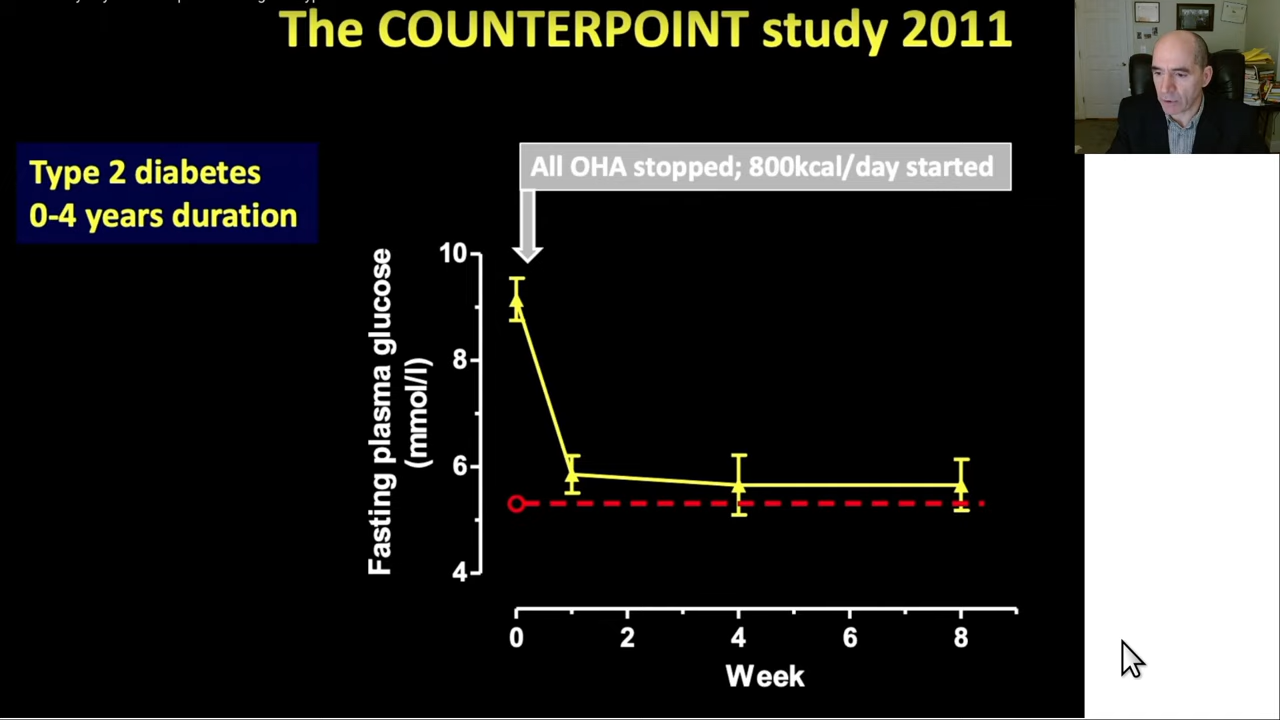 The COUNTERPOINT study 2011
Type 2 diabetes
0-4 years duration
All OHA stopped; 800kcal/day started
Fasting plasma glucose
(mmol/l)
10
8
6
4
0 2 4 6 8
Week